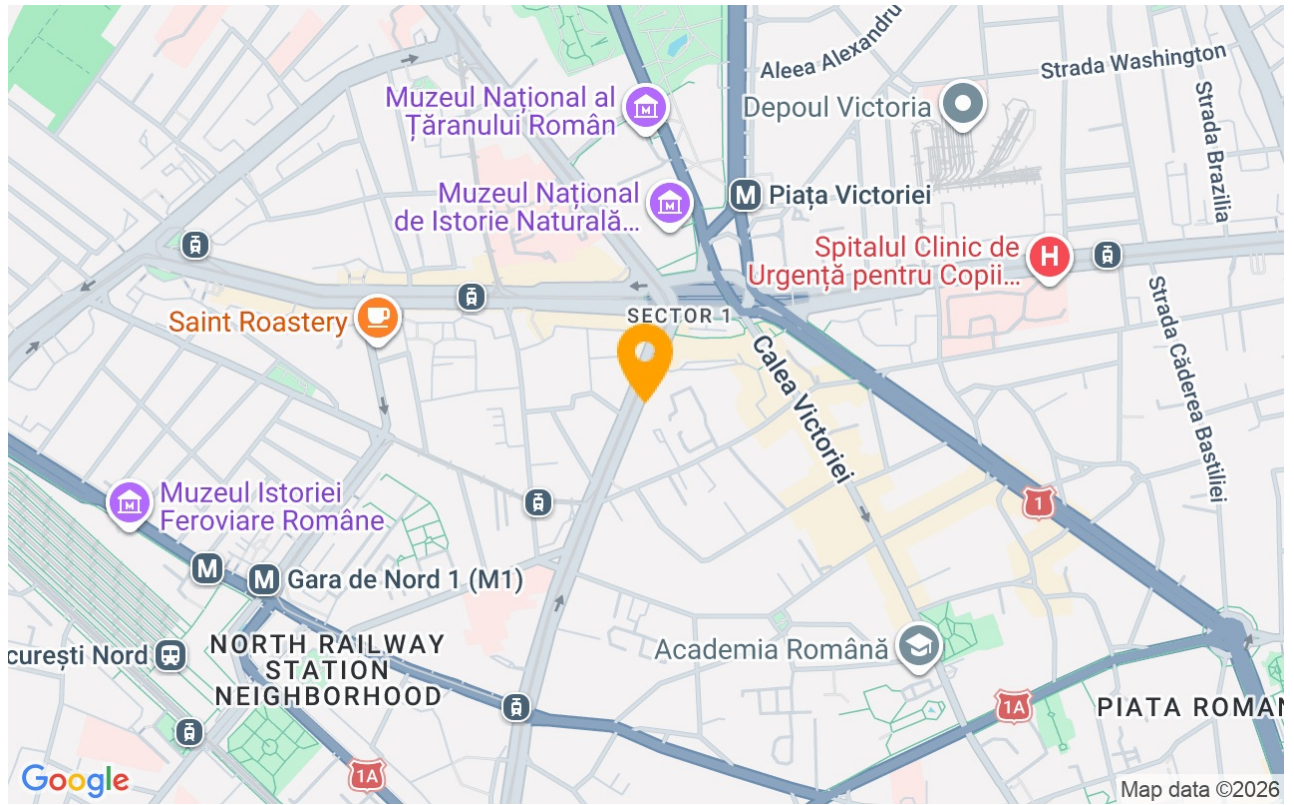 Aleea Alexandru
Strada Washington
Muzeul Național al
Țăranului Român
Depoul Victoria
Strada Brazilia
Muzeul Național
de Istorie Naturală...
M
Piața Victoriei
Spitalul Clinic de
Urgență pentru Copii...
H
Saint Roastery
SECTOR 1
Strada Căderea Bastiliei
Calea Victoriei
Muzeul Istoriei
Feroviare Române
1
M
M
Gara de Nord 1 (M1)
curești Nord
NORTH RAILWAY
STATION
NEIGHBORHOOD
Academia Română
1A
PIATA ROMAN
1A
Google
Map data ©2026